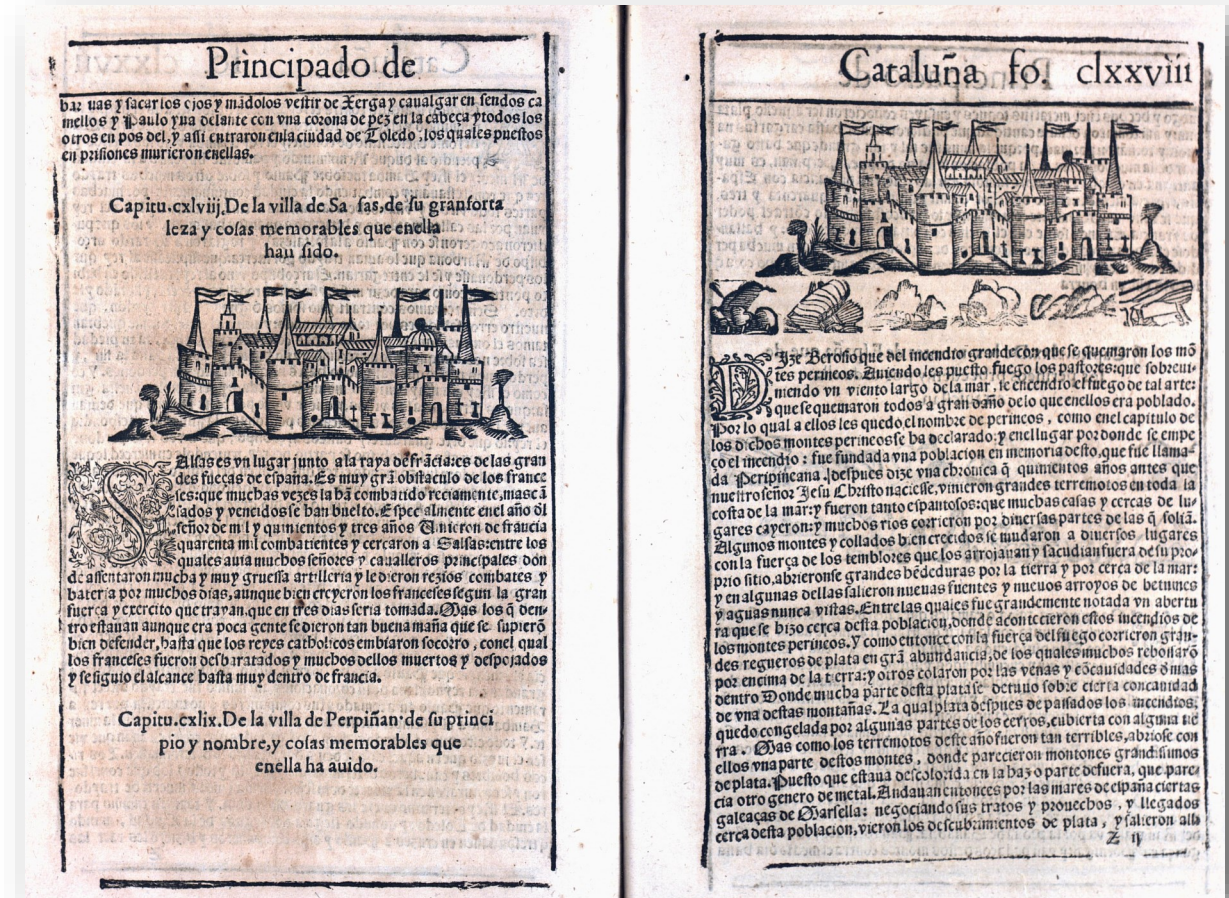 Principado de
bar uas y sacar los ojos y mãdolos vestir de Xerga y caualgar en sendos ca
mellos y Paulo yua delante con vna corona de pez en la cabeça y todos los
otros en pos del, y assi entraron enla ciudad de Toledo, los quales puestos
en prisiones murieron enellas.
Capitu.cxlviij.De la villa de Sa sas,de su gran forta
leza y cosas memorables que enella
han sido.
SAlsas es vn lugar junto a la raya de frãcia:es de las gran
des fuerças de españa. Es muy grã obstaculo de los france
ses:que muchas vezes la hã combatido reciamente, mas cã
sados y vencidos se han buelto. Especialmente enel año ðl
señor de mil y quinientos y tres años Uinieron de francia
quarenta mil combatientes y cercaron a Salsas:entre los
quales auia muchos señores y caualleros principales dõn
de assentaron mucha y muy gruessa artilleria y le dieron rezios combates y
bateria por muchos dias, aunque bien creyeron los franceses segun la gran
fuerça y exercito que trayan, que en tres dias seria tomada. Mas los q̃ den-
tro estauan aunque era poca gente se dieron tan buena maña que se supierõ
bien defender, hasta que los reyes catholicos embiaron socorro, conel qual
los franceses fueron desbaratados y muchos dellos muertos y despojados
y se siguio el alcance hasta muy dentro de francia.
Capitu.cxlix.De la villa de Perpiñan·de su princi
pio y nombre,y cosas memorables que
enella ha auido.
Cataluña fo. clxxviii
DIze Beroso que del incendio grande con que se quemaron los mõ
tes perineos. Auiendo les puesto fuego los pastores:que sobreui-
niendo vn viento largo de la mar, se encendio el fuego de tal arte:
que se quemaron todos a gran daño delo que enellos era poblado.
Por lo qual a ellos les quedo el nombre de perineos, como enel capitulo de
los dichos montes perineos se ha declarado: y enel lugar por donde se empe
ço el incendio: fue fundada vna poblacion en memoria desto, que fue llama-
da Peripineana. despues dize vna chronica q̃ quinientos años antes que
nuestro señor Jesu Christo naciesse, vinieron grandes terremotos en toda la
costa de la mar: y fueron tanto espantosos: que muchas casas y cercas de lu-
gares cayeron: y muchos rios corrieron por diuersas partes de las q̃ soliã.
Algunos montes y collados bien crecidos se mudaron a diuersos lugares
con la fuerça de los temblores que los arrojauan y sacudian fuera de su pro-
prio sitio, abrieronse grandes hẽdeduras por la tierra y por cerca de la mar:
y en algunas dellas salieron nueuas fuentes y nueuos arroyos de betunes
y aguas nunca vistas. Entre las quales fue grandemente notada vn abertu
ra que se hizo cerca desta poblacion, donde acontecieron estos incendios de
los montes perineos. Y como entonce con la fuerça del fuego corrieron gran-
des regueros de plata en grã abundancia, de los quales muchos rebosarõ
por encima de la tierra: y otros colaron por las venas y cõcauidades ð mas
dentro Donde mucha parte desta plata se detuuo sobre cierta concauidad
de vna destas montañas. La qual plata despues de passados los incendios,
quedo congelada por algunas partes de los cerros, cubierta con alguna tie
rra. Mas como los terremotos deste año fueron tan terribles, abriose con
ellos vna parte destos montes, donde parecieron montones grandissimos
de plata. Puesto que estaua descolorida en la haz o parte defuera, que pare-
cia otro genero de metal. Andauan entonces por las mares de españa ciertas
galeaças de Marsella: negociando sus tratos y prouechos, y llegados
cerca desta poblacion, vieron los descubrimientos de plata, y salieron alli
Z ij